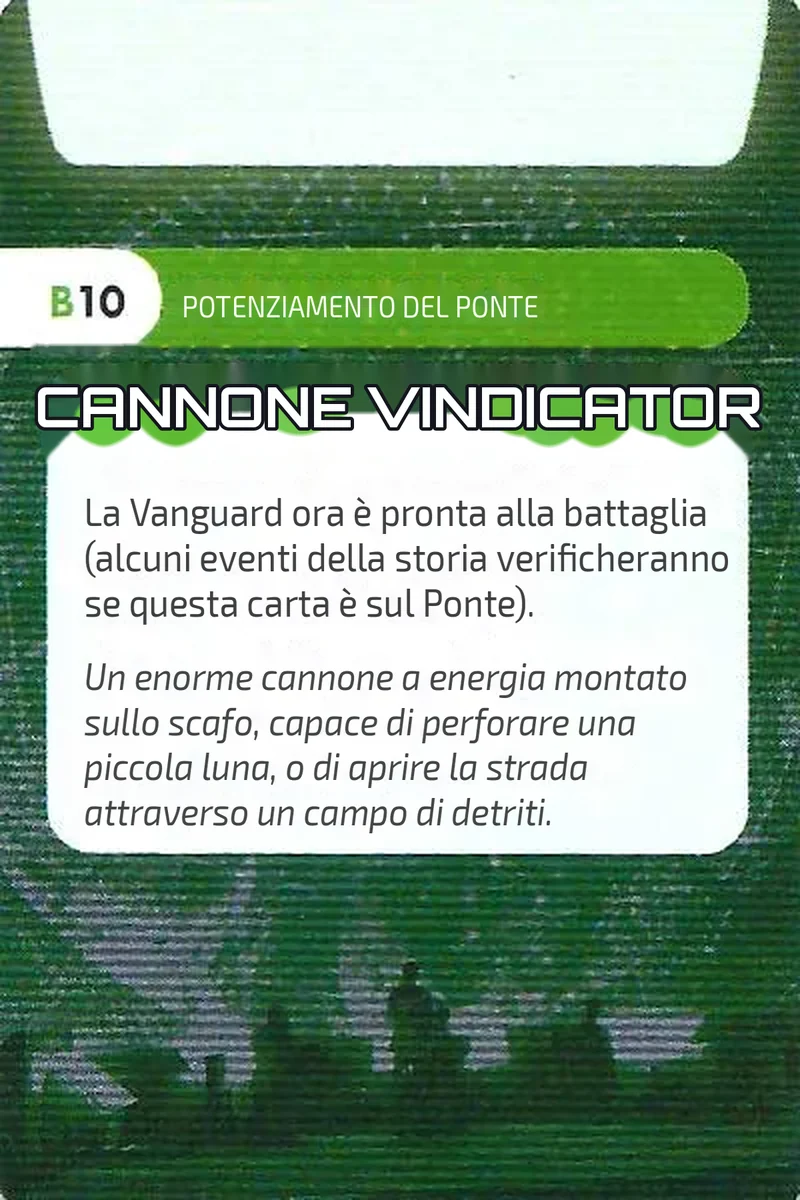 B10
POTENZIAMENTO DEL PONTE
CANNONE VINDICATOR
La Vanguard ora è pronta alla battaglia
(alcuni eventi della storia verificheranno
se questa carta è sul Ponte).
Un enorme cannone a energia montato
sullo scafo, capace di perforare una
piccola luna, o di aprire la strada
attraverso un campo di detriti.